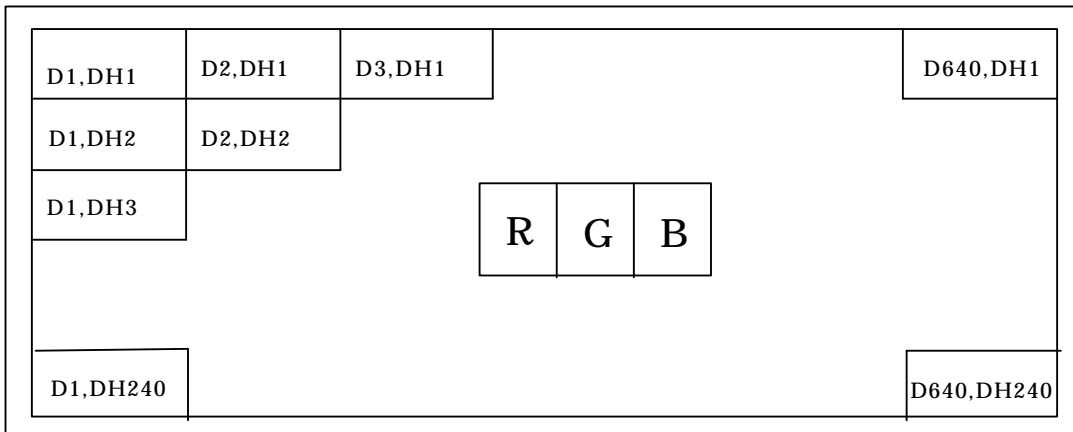 D1,DH1 D2,DH1 D3,DH1 D640,DH1
D1,DH2 D2,DH2
D1,DH3
R G B
D1,DH240 D640,DH240